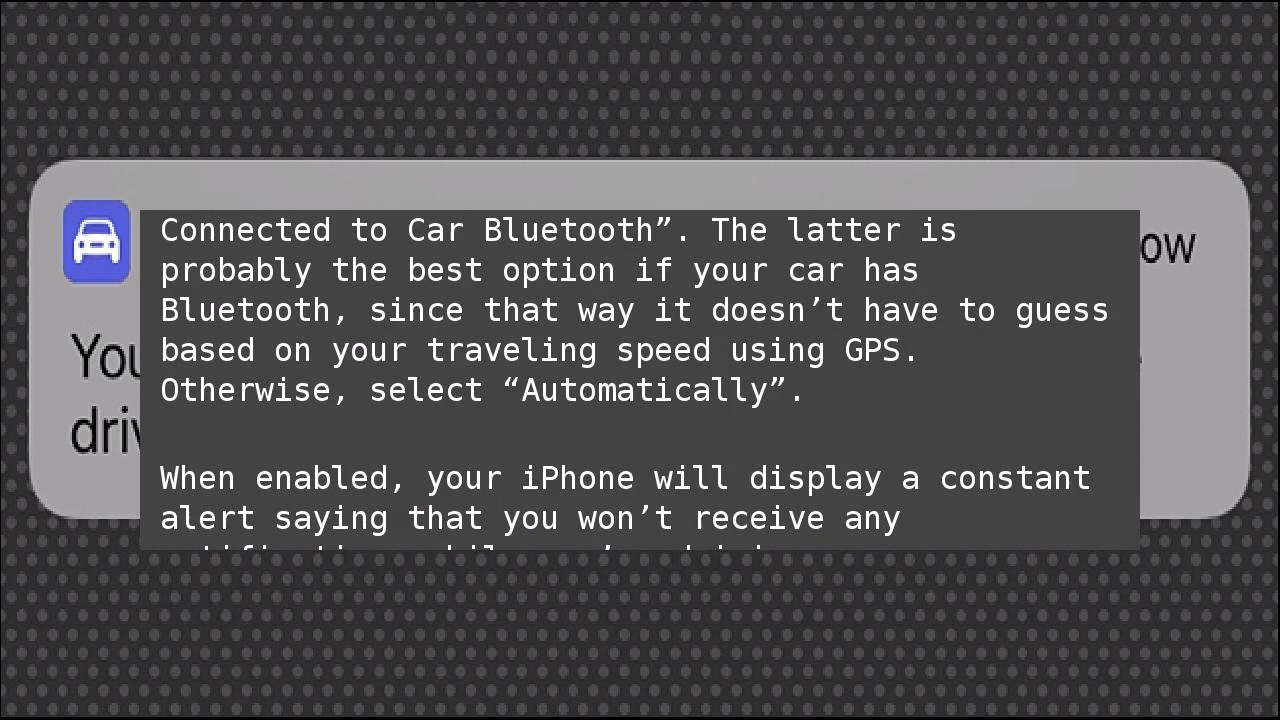 Connected to Car Bluetooth”. The latter is
probably the best option if your car has
Bluetooth, since that way it doesn’t have to guess
based on your traveling speed using GPS.
Otherwise, select “Automatically”.
When enabled, your iPhone will display a constant
alert saying that you won’t receive any